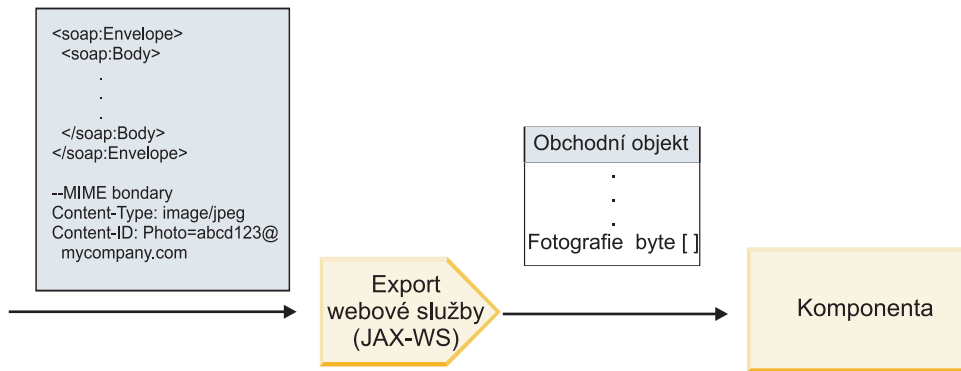 <soap:Envelope>
<soap:Body>
.
.
.
</soap:Body>
</soap:Envelope>
--MIME bondary
Content-Type: image/jpeg
Content-ID: Photo=abcd123@
mycompany.com
Obchodní objekt
.
.
.
Fotografie byte [ ]
Export
webové služby
(JAX-WS)
Komponenta